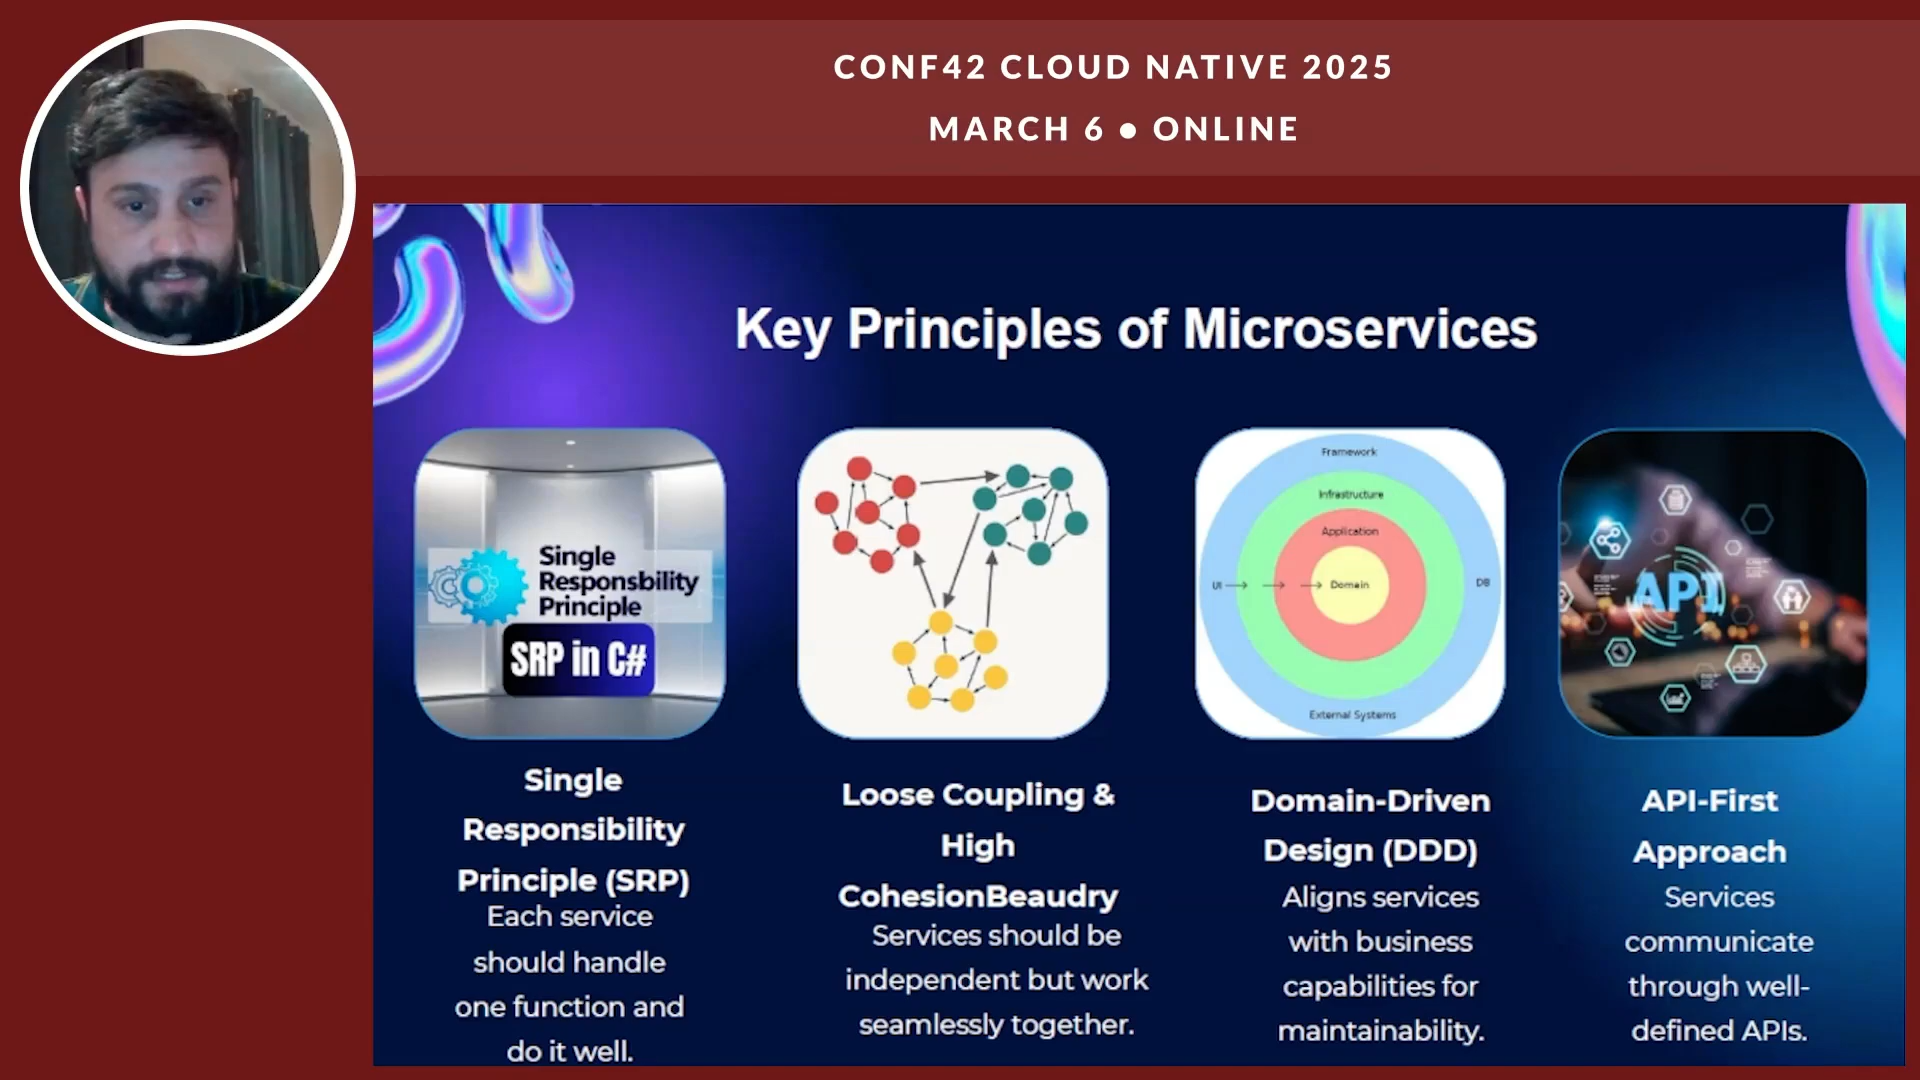 CONF42 CLOUD NATIVE 2025
MARCH 6 ● ONLINE
Key Principles of Microservices
Single
Responsbility
Principle
SRP in C#
Framework
Infrastructure
Application
UI
Domain
DB
External Systems
API
Single
Responsibility
Principle (SRP)
Each service
should handle
one function and
do it well.
Loose Coupling &
High
CohesionBeaudry
Services should be
independent but work
seamlessly together.
Domain-Driven
Design (DDD)
Aligns services
with business
capabilities for
maintainability.
API-First
Approach
Services
communicate
through well-
defined APIs.